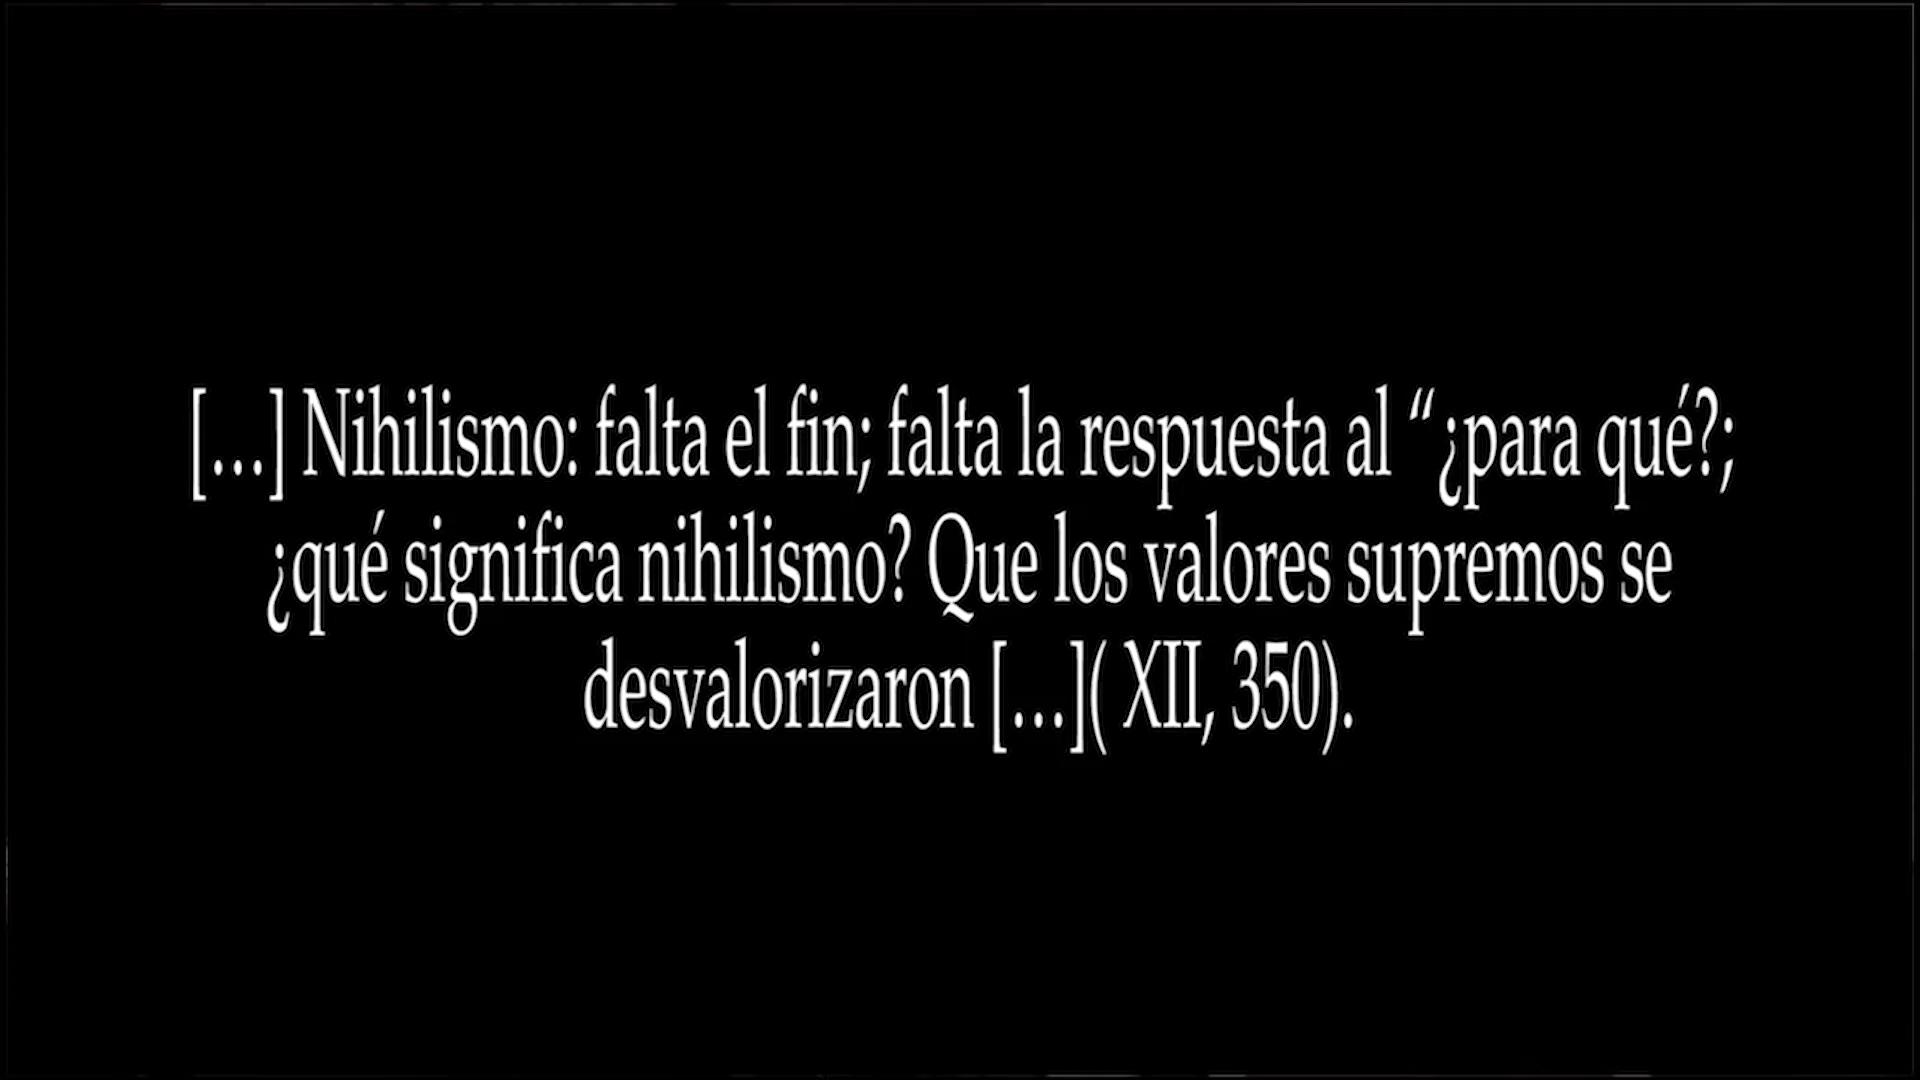 […] Nihilismo: falta el fin; falta la respuesta al “¿para qué?;
¿qué significa nihilismo? Que los valores supremos se
desvalorizaron […]( XII, 350).